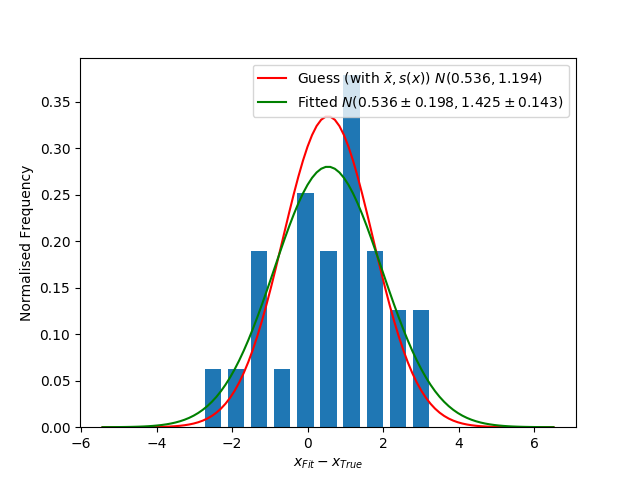 Guess (with x̄, s(x)) N(0.536, 1.194)
Fitted N(0.536 ± 0.198, 1.425 ± 0.143)
0.35
0.30
0.25
0.20
0.15
0.10
0.05
0.00
Normalised Frequency
−6 −4 −2 0 2 4 6
x_Fit − x_True